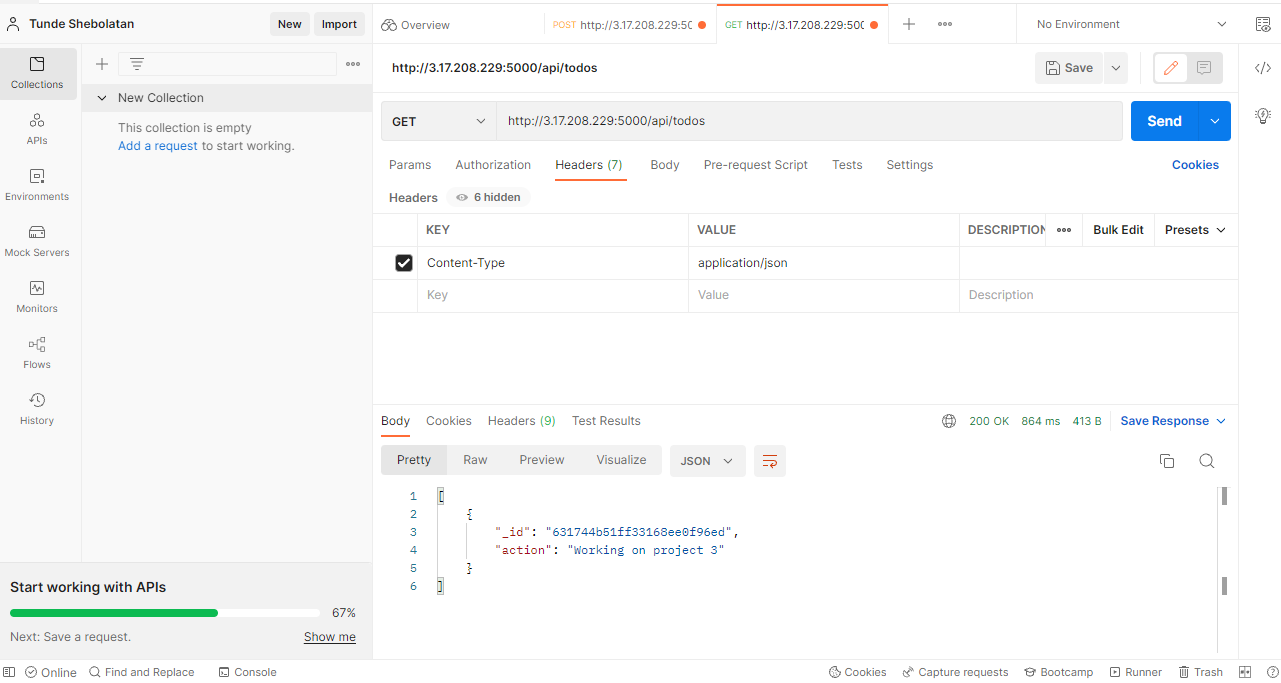 Tunde Shebolatan
New
Import
Overview
POST http://3.17.208.229:50
GET http://3.17.208.229:500
No Environment
Collections
APIs
Environments
Mock Servers
Monitors
Flows
History
New Collection
This collection is empty
Add a request to start working.
http://3.17.208.229:5000/api/todos
Save
GET
http://3.17.208.229:5000/api/todos
Send
Params
Authorization
Headers (7)
Body
Pre-request Script
Tests
Settings
Cookies
Headers
6 hidden
KEY
VALUE
DESCRIPTION
Bulk Edit
Presets
Content-Type
application/json
Key
Value
Description
Body
Cookies
Headers (9)
Test Results
200 OK
864 ms
413 B
Save Response
Pretty
Raw
Preview
Visualize
JSON
1 [
2 {
3 "_id": "631744b51ff33168ee0f96ed",
4 "action": "Working on project 3"
5 }
6 ]
Start working with APIs
67%
Next: Save a request.
Show me
Online
Find and Replace
Console
Cookies
Capture requests
Bootcamp
Runner
Trash